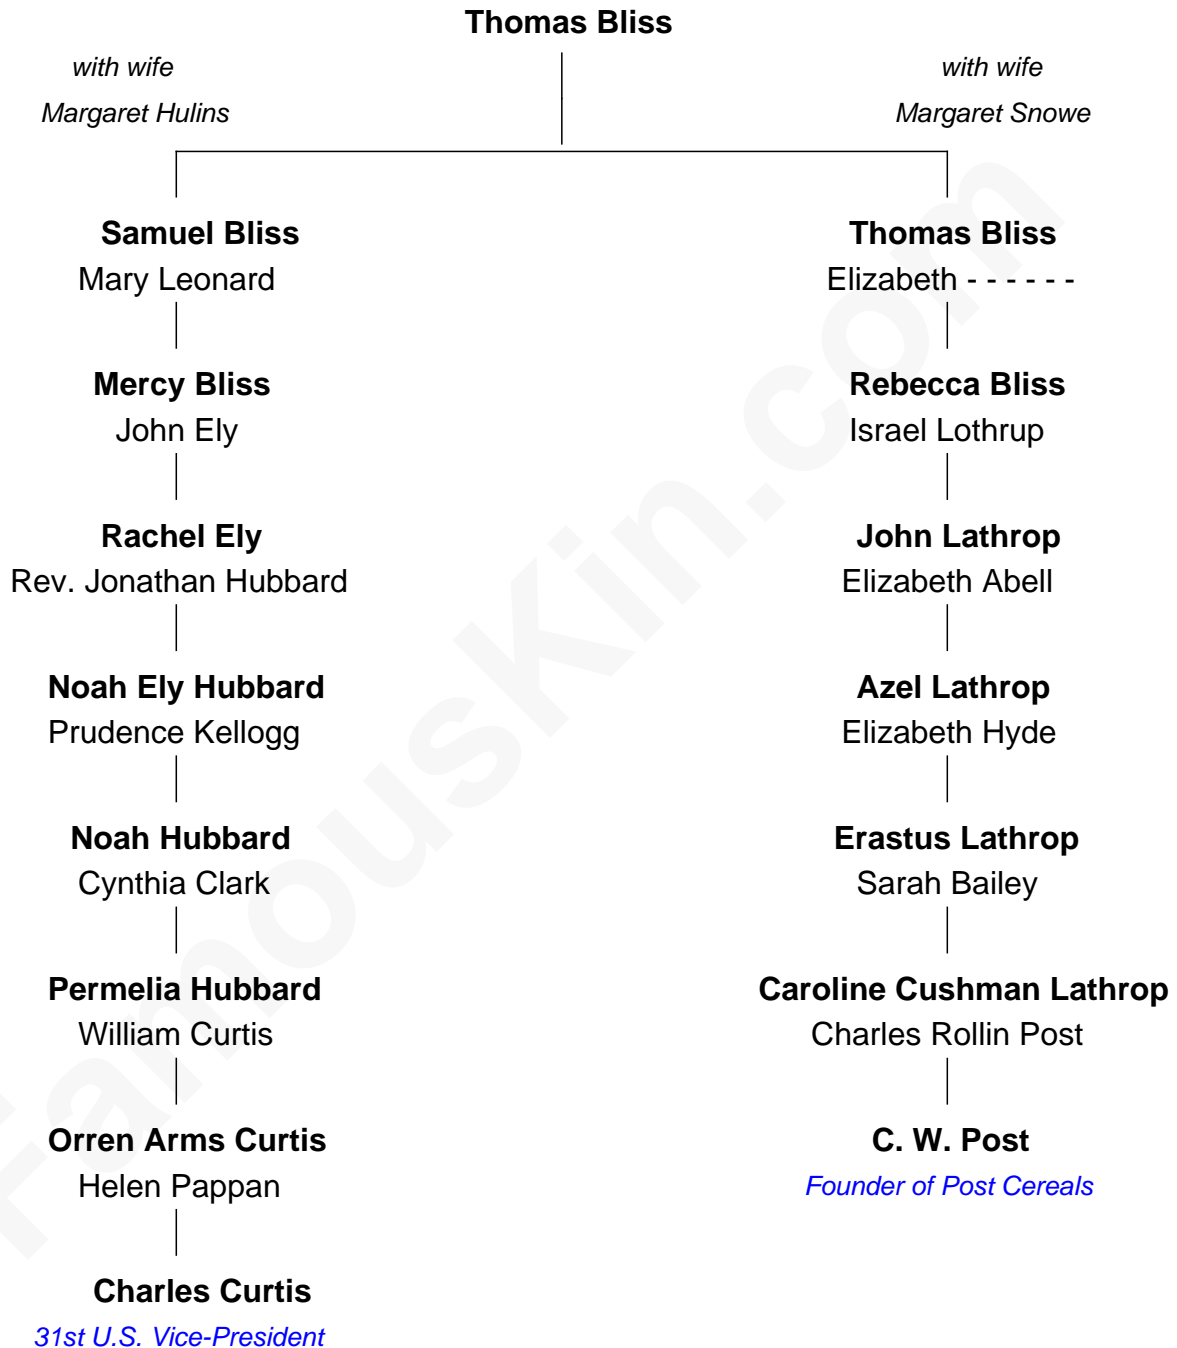 Thomas Bliss
with wife
Margaret Hulins
with wife
Margaret Snowe
Samuel Bliss
Mary Leonard
Thomas Bliss
Elizabeth - - - - - -
Mercy Bliss
John Ely
Rebecca Bliss
Israel Lothrup
Rachel Ely
Rev. Jonathan Hubbard
John Lathrop
Elizabeth Abell
Noah Ely Hubbard
Prudence Kellogg
Azel Lathrop
Elizabeth Hyde
Noah Hubbard
Cynthia Clark
Erastus Lathrop
Sarah Bailey
Permelia Hubbard
William Curtis
Caroline Cushman Lathrop
Charles Rollin Post
Orren Arms Curtis
Helen Pappan
C. W. Post
Founder of Post Cereals
Charles Curtis
31st U.S. Vice-President
FamousKin.com